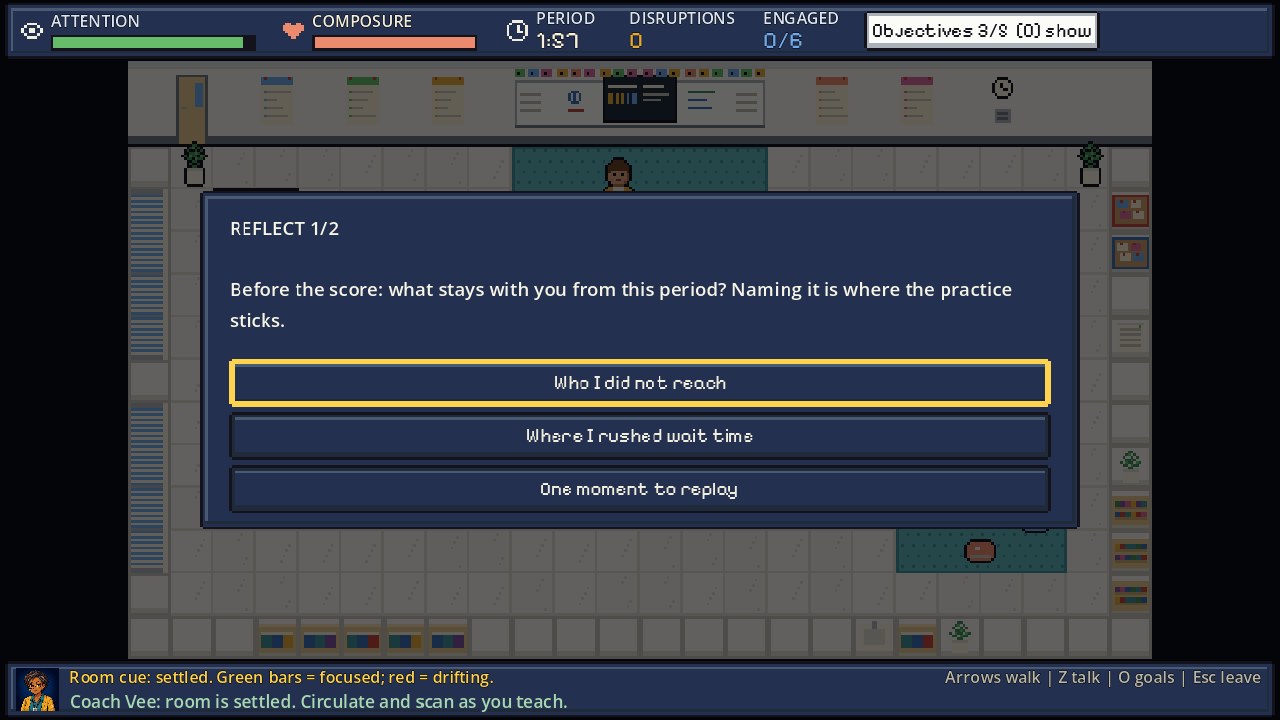 ATTENTION
COMPOSURE
PERIOD
1:37
DISRUPTIONS
0
ENGAGED
0/6
Objectives 3/3 (O) show
REFLECT 1/2
Before the score: what stays with you from this period? Naming it is where the practice
sticks.
Who I did not reach
Where I rushed wait time
One moment to replay
Room cue: settled. Green bars = focused; red = drifting.
Coach Vee: room is settled. Circulate and scan as you teach.
Arrows walk | Z talk | O goals | Esc leave